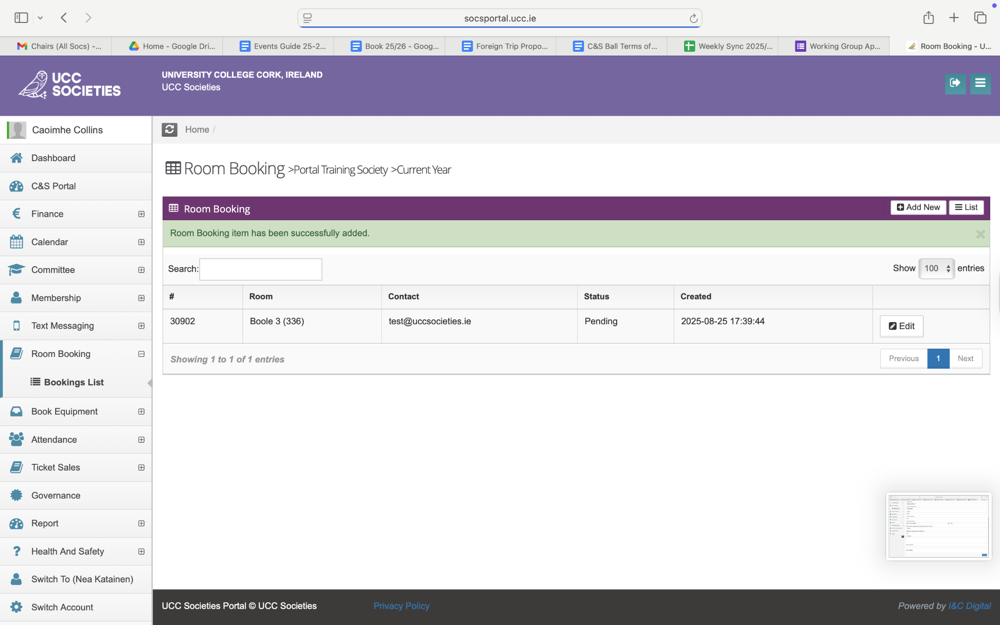 socsportal.ucc.ie
Chairs (All Socs) -...
Home - Google Dri...
Events Guide 25-2...
Book 25/26 - Goog...
Foreign Trip Propo...
C&S Ball Terms of...
Weekly Sync 2025/...
Working Group Ap...
Room Booking - U...
UCC
SOCIETIES
UNIVERSITY COLLEGE CORK, IRELAND
UCC Societies
Caoimhe Collins
Home /
Dashboard
C&S Portal
Finance
Calendar
Committee
Membership
Text Messaging
Room Booking
Bookings List
Book Equipment
Attendance
Ticket Sales
Governance
Report
Health And Safety
Switch To (Nea Katainen)
Switch Account
Room Booking >Portal Training Society >Current Year
Room Booking
Add New
List
Room Booking item has been successfully added.
Search:
Show 100 entries
# Room Contact Status Created
30902 Boole 3 (336) test@uccsocieties.ie Pending 2025-08-25 17:39:44 Edit
Showing 1 to 1 of 1 entries
Previous 1 Next
UCC Societies Portal © UCC Societies
Privacy Policy
Powered by I&C Digital